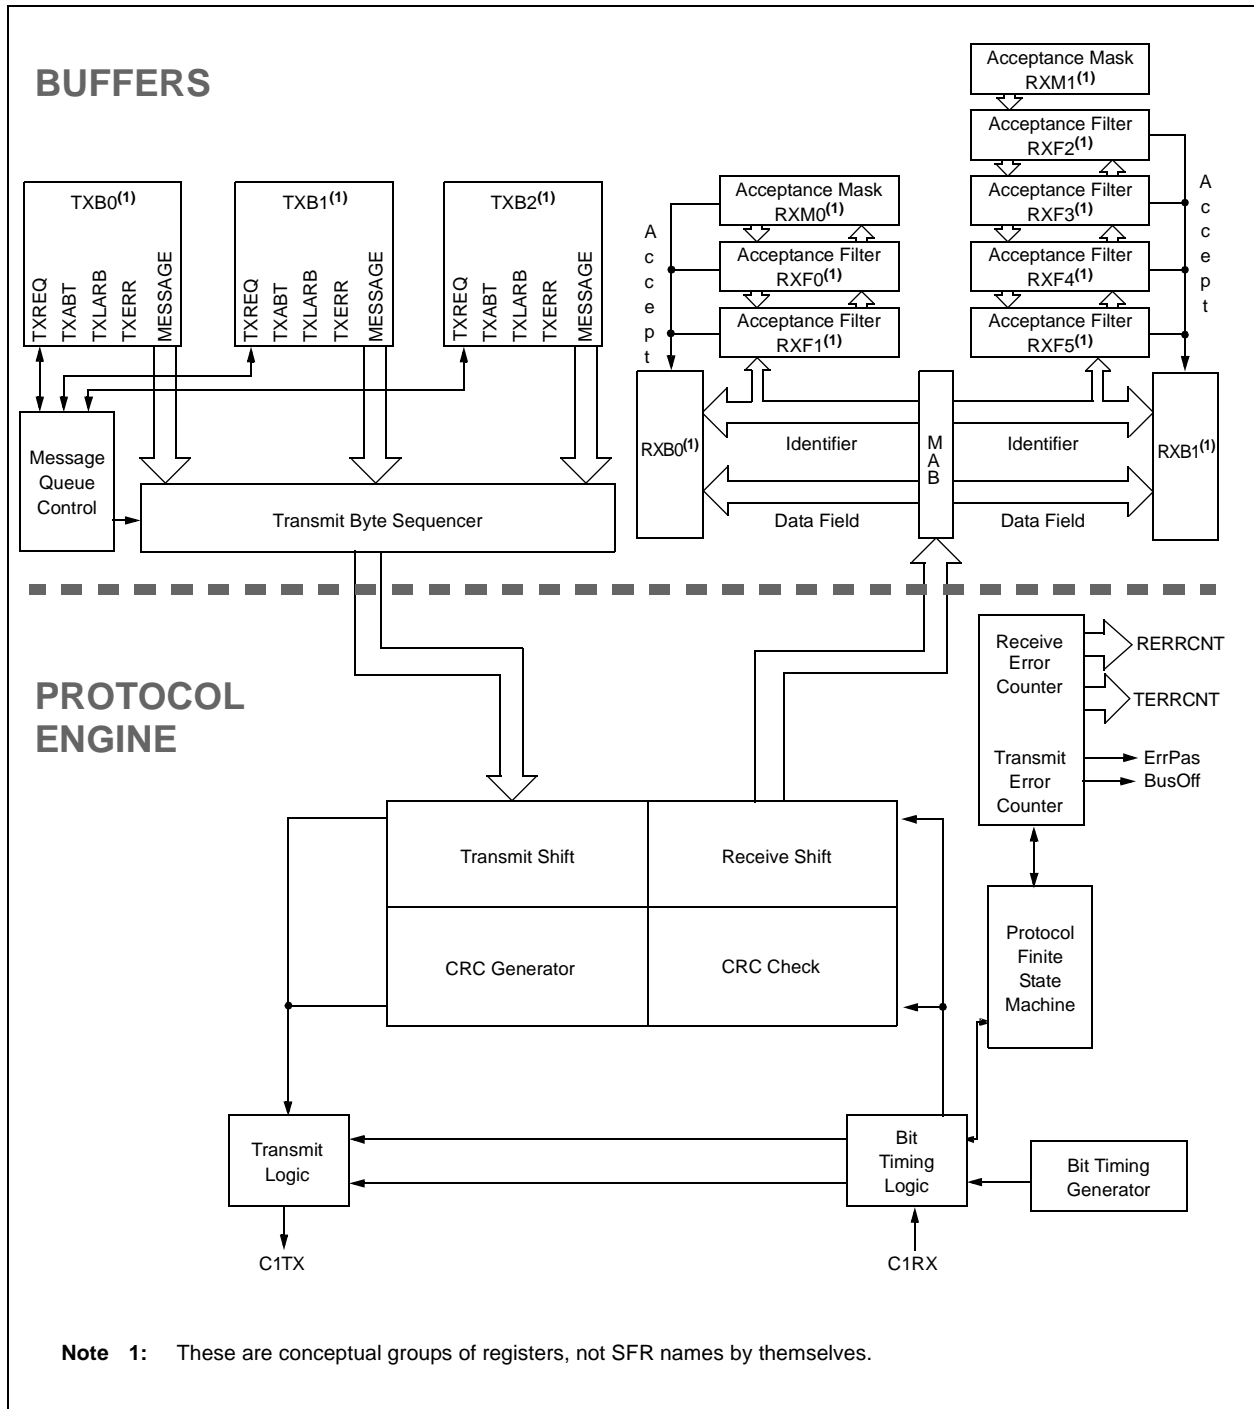 BUFFERS
Acceptance Mask
RXM1(1)
Acceptance Filter
RXF2(1)
Acceptance Filter
RXF3(1)
Acceptance Filter
RXF4(1)
Acceptance Filter
RXF5(1)
Accept
Acceptance Mask
RXM0(1)
Acceptance Filter
RXF0(1)
Acceptance Filter
RXF1(1)
Accept
TXB0(1)
TXREQ
TXABT
TXLARB
TXERR
MESSAGE
TXB1(1)
TXREQ
TXABT
TXLARB
TXERR
MESSAGE
TXB2(1)
TXREQ
TXABT
TXLARB
TXERR
MESSAGE
Message
Queue
Control
Transmit Byte Sequencer
RXB0(1)
Identifier
Data Field
MAB
Identifier
Data Field
RXB1(1)
PROTOCOL
ENGINE
Receive
Error
Counter
RERRCNT
TERRCNT
Transmit
Error
Counter
ErrPas
BusOff
Transmit Shift
Receive Shift
CRC Generator
CRC Check
Protocol
Finite
State
Machine
Transmit
Logic
Bit
Timing
Logic
Bit Timing
Generator
C1TX
C1RX
Note 1: These are conceptual groups of registers, not SFR names by themselves.